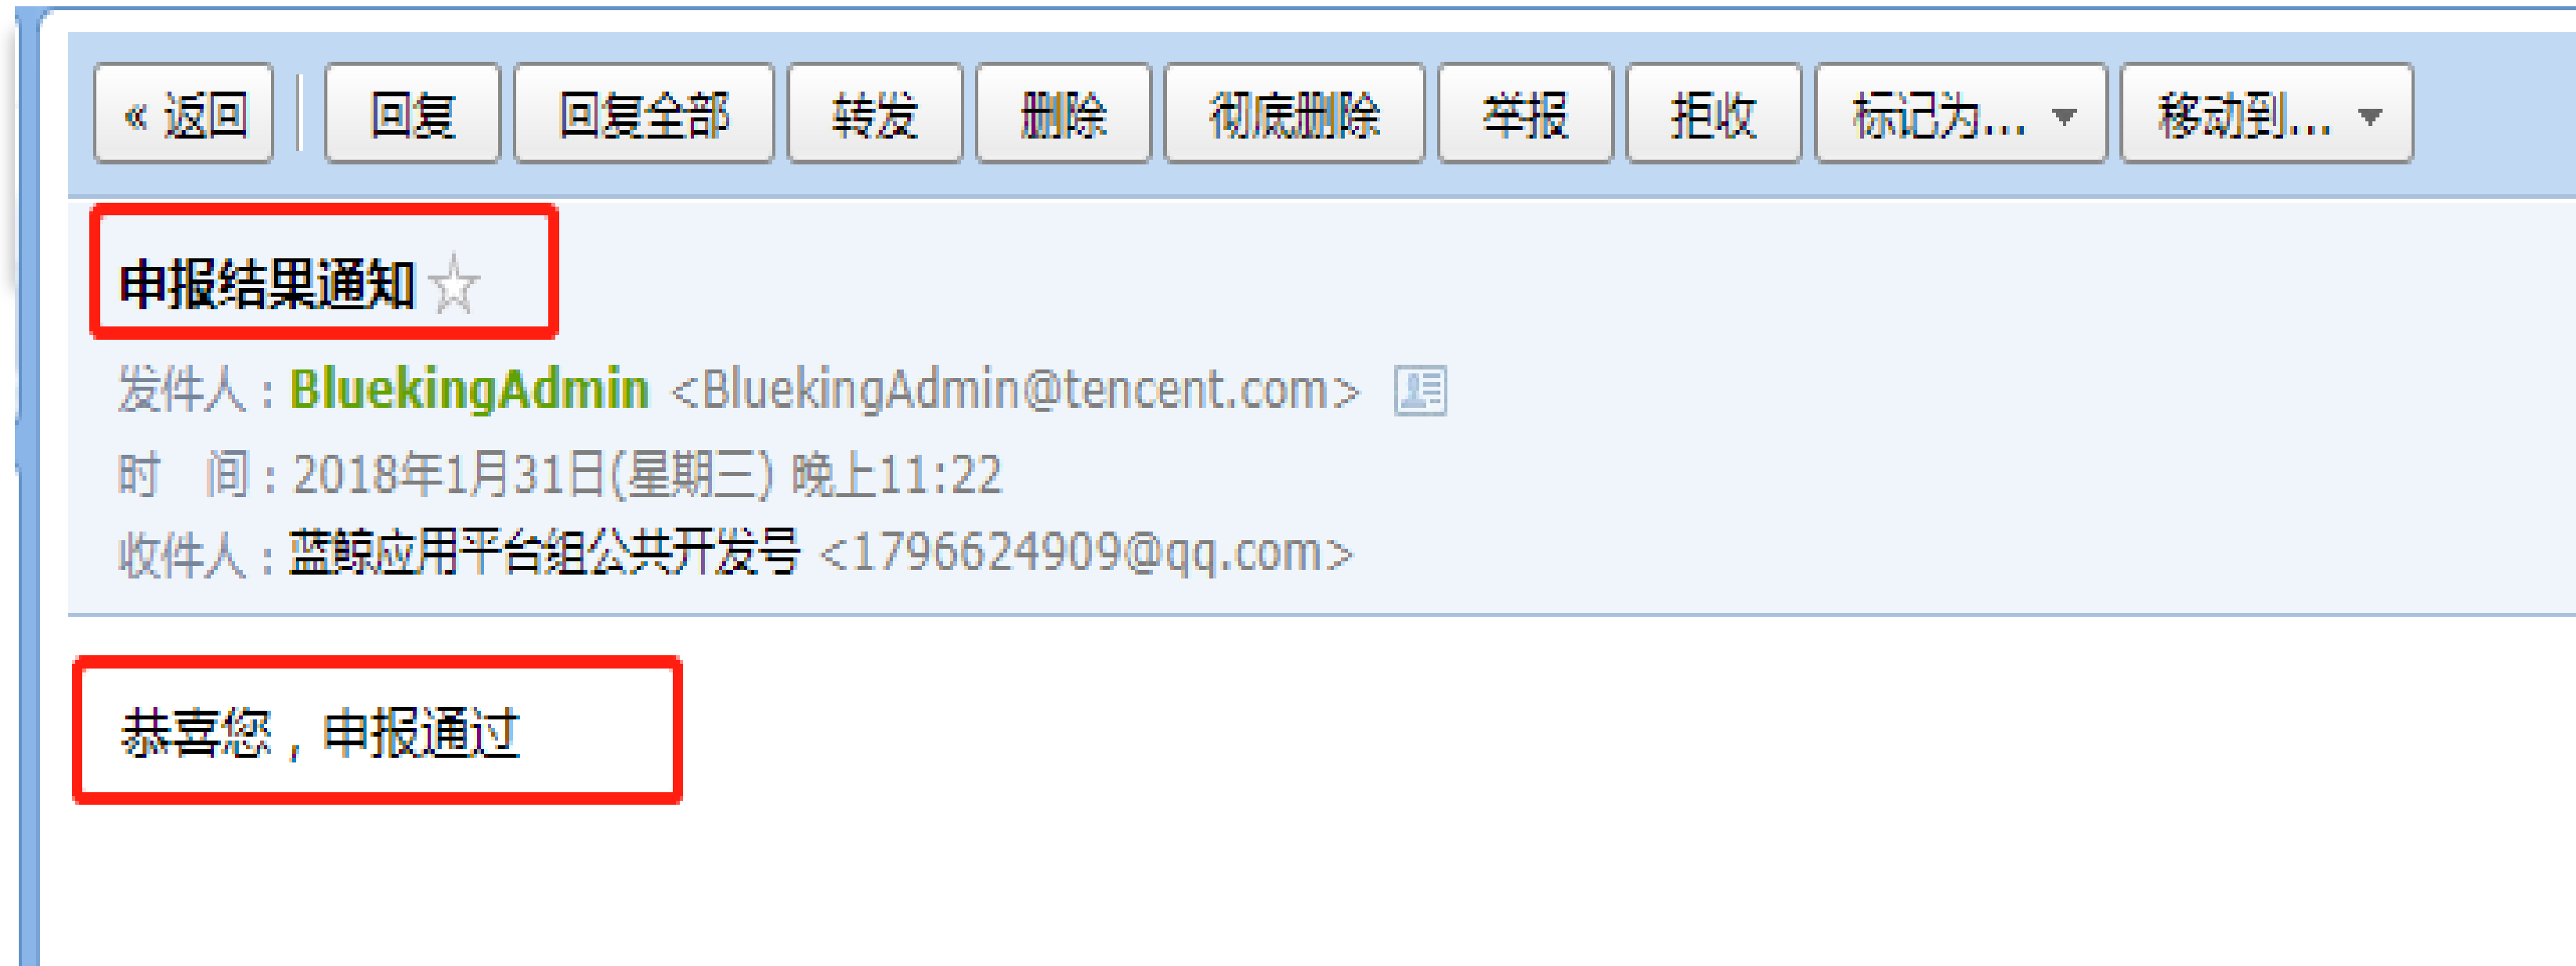 « 返回 回复 回复全部 转发 删除 彻底删除 举报 拒收 标记为... 移动到...
申报结果通知
发件人：BluekingAdmin <BluekingAdmin@tencent.com>
时 间：2018年1月31日(星期三) 晚上11:22
收件人：蓝鲸应用平台组公共开发号 <1796624909@qq.com>
恭喜您，申报通过